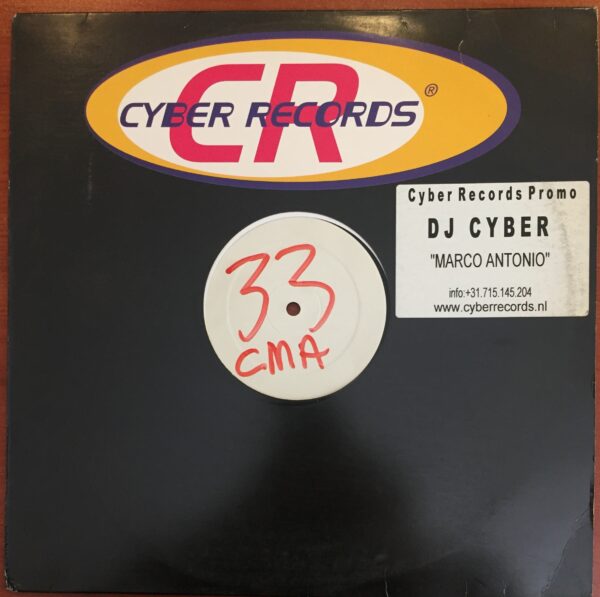 CR
CYBER RECORDS®
Cyber Records Promo
DJ CYBER
"MARCO ANTONIO"
info:+31.715.145.204
www.cyberrecords.nl
33
CMA